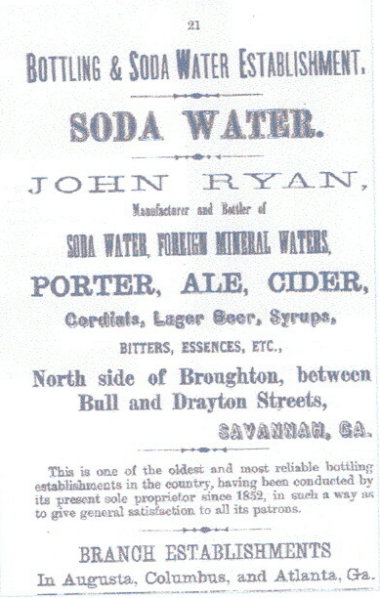 21
BOTTLING & SODA WATER ESTABLISHMENT.
SODA WATER.
JOHN RYAN,
Manufacturer and Bottler of
SODA WATER, FOREIGN MINERAL WATERS,
PORTER, ALE, CIDER,
Cordials, Lager Beer, Syrups,
BITTERS, ESSENCES, ETC.,
North side of Broughton, between
Bull and Drayton Streets,
SAVANNAH, GA.
This is one of the oldest and most reliable bottling
establishments in the country, having been conducted by
its present sole proprietor since 1852, in such a way as
to give general satisfaction to all its patrons.
BRANCH ESTABLISHMENTS
In Augusta, Columbus, and Atlanta, Ga.